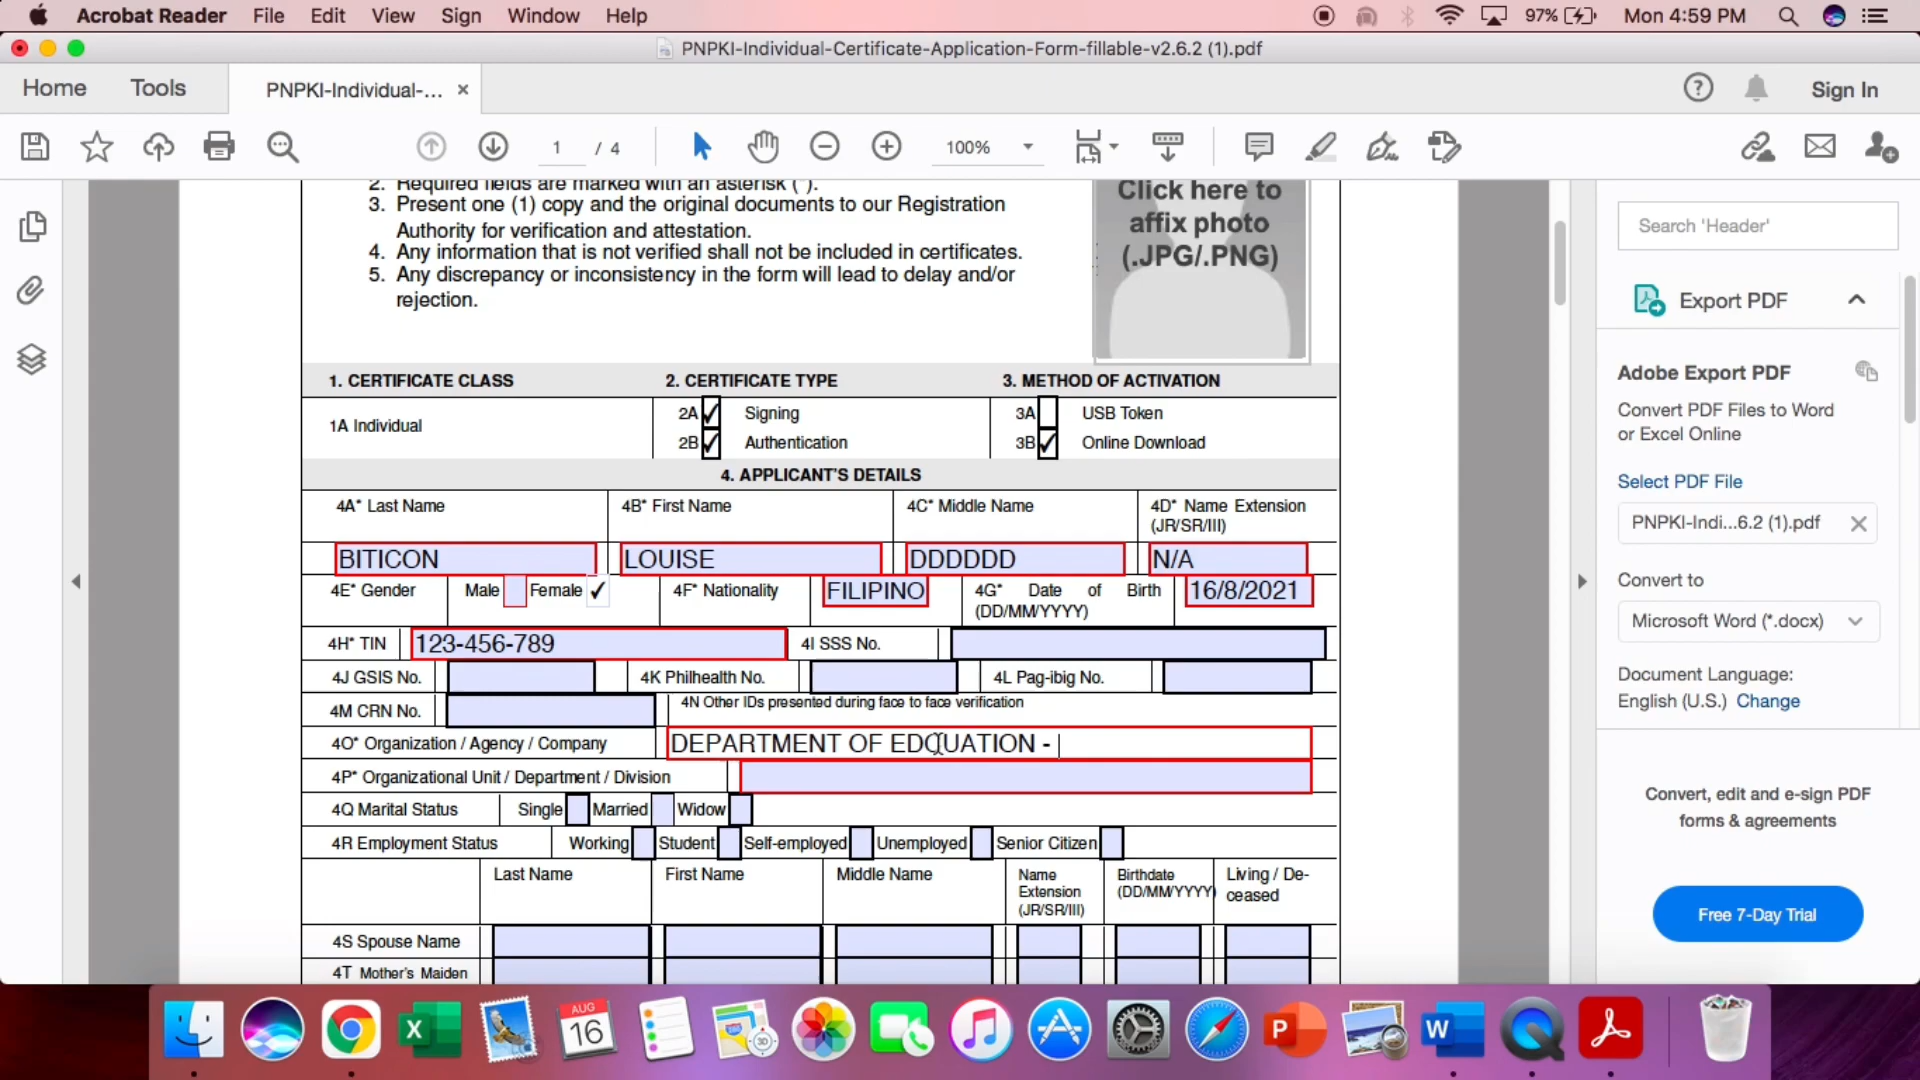 Acrobat Reader File Edit View Sign Window Help 97% Mon 4:59 PM
PNPKI-Individual-Certificate-Application-Form-fillable-v2.6.2 (1).pdf
Home Tools PNPKI-Individual-... × Sign In
1 / 4 100%
2. Required fields are marked with an asterisk (*).
3. Present one (1) copy and the original documents to our Registration
Authority for verification and attestation.
4. Any information that is not verified shall not be included in certificates.
5. Any discrepancy or inconsistency in the form will lead to delay and/or
rejection.
Click here to
affix photo
(.JPG/.PNG)
1. CERTIFICATE CLASS 2. CERTIFICATE TYPE 3. METHOD OF ACTIVATION
1A Individual
2A ✓ Signing
2B ✓ Authentication
3A USB Token
3B ✓ Online Download
4. APPLICANT'S DETAILS
4A* Last Name 4B* First Name 4C* Middle Name 4D* Name Extension
(JR/SR/III)
BITICON LOUISE DDDDDD N/A
4E* Gender Male Female ✓ 4F* Nationality FILIPINO 4G* Date of Birth
(DD/MM/YYYY) 16/8/2021
4H* TIN 123-456-789 4I SSS No.
4J GSIS No. 4K Philhealth No. 4L Pag-ibig No.
4M CRN No. 4N Other IDs presented during face to face verification
4O* Organization / Agency / Company DEPARTMENT OF EDCUATION -
4P* Organizational Unit / Department / Division
4Q Marital Status Single Married Widow
4R Employment Status Working Student Self-employed Unemployed Senior Citizen
Last Name First Name Middle Name Name
Extension
(JR/SR/III)
Birthdate
(DD/MM/YYYY)
Living / De-
ceased
4S Spouse Name
4T Mother's Maiden
Search 'Header'
Export PDF
Adobe Export PDF
Convert PDF Files to Word
or Excel Online
Select PDF File
PNPKI-Indi...6.2 (1).pdf
Convert to
Microsoft Word (*.docx)
Document Language:
English (U.S.) Change
Convert, edit and e-sign PDF
forms & agreements
Free 7-Day Trial
AUG
16